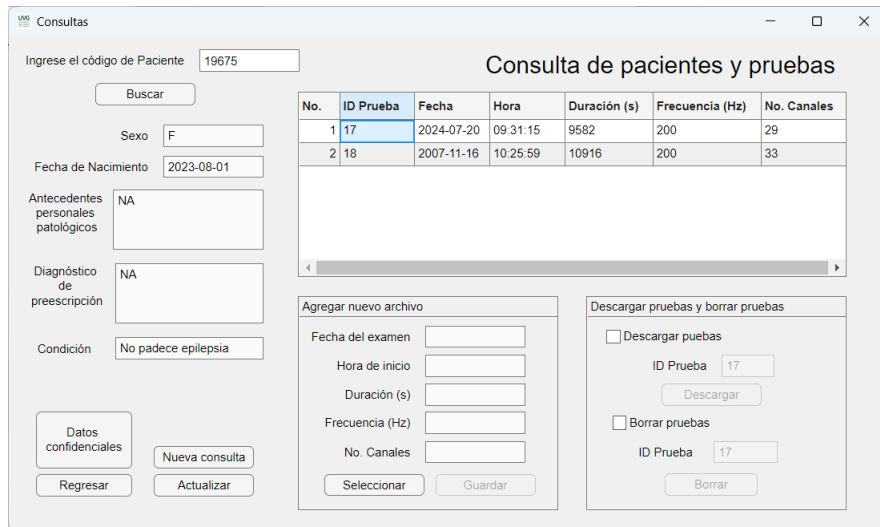 UVG Consultas
Ingrese el código de Paciente 19675
Buscar
Sexo F
Fecha de Nacimiento 2023-08-01
Antecedentes
personales
patológicos
NA
Diagnóstico
de
preescripción
NA
Condición No padece epilepsia
Datos
confidenciales
Nueva consulta
Regresar Actualizar
Consulta de pacientes y pruebas
No. ID Prueba Fecha Hora Duración (s) Frecuencia (Hz) No. Canales
1 17 2024-07-20 09:31:15 9582 200 29
2 18 2007-11-16 10:25:59 10916 200 33
Agregar nuevo archivo
Fecha del examen
Hora de inicio
Duración (s)
Frecuencia (Hz)
No. Canales
Seleccionar Guardar
Descargar pruebas y borrar pruebas
Descargar puebas
ID Prueba 17
Descargar
Borrar pruebas
ID Prueba 17
Borrar